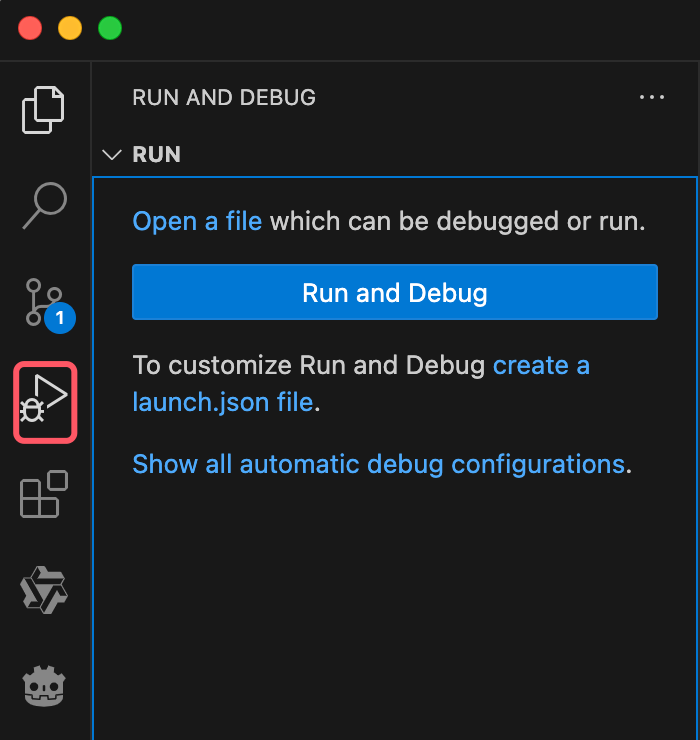 RUN AND DEBUG
RUN
Open a file which can be debugged or run.
1
Run and Debug
To customize Run and Debug create a
launch.json file.
Show all automatic debug configurations.